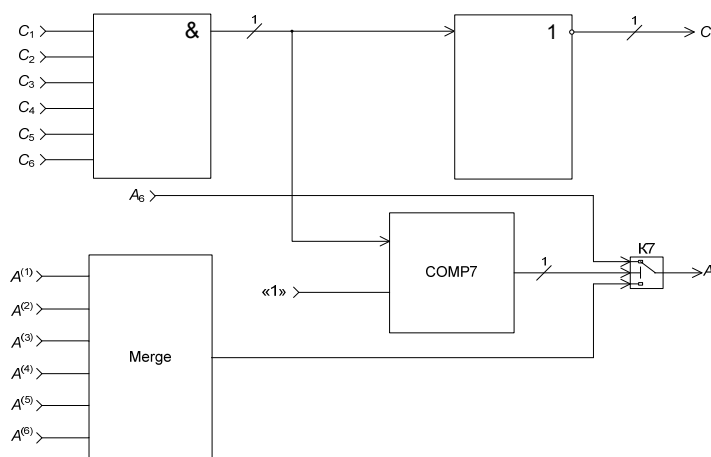 C₁ & 1 1 1 C
C₂
C₃
C₄
C₅
C₆
A₆
K7
A⁽¹⁾ COMP7 1 A
«1»
A⁽²⁾
A⁽³⁾
Merge
A⁽⁴⁾
A⁽⁵⁾
A⁽⁶⁾